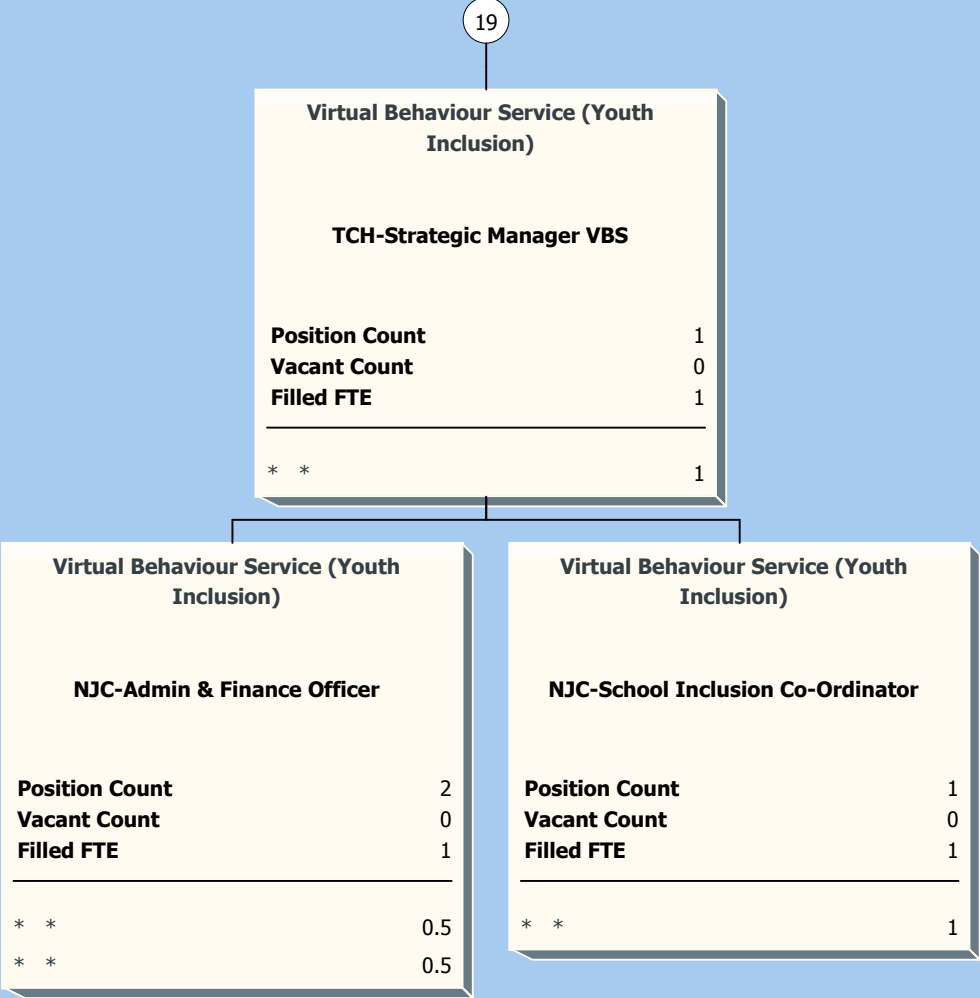 19
Virtual Behaviour Service (Youth
Inclusion)
TCH-Strategic Manager VBS
Position Count 1
Vacant Count 0
Filled FTE 1
* * 1
Virtual Behaviour Service (Youth
Inclusion)
NJC-Admin & Finance Officer
Position Count 2
Vacant Count 0
Filled FTE 1
* * 0.5
* * 0.5
Virtual Behaviour Service (Youth
Inclusion)
NJC-School Inclusion Co-Ordinator
Position Count 1
Vacant Count 0
Filled FTE 1
* * 1